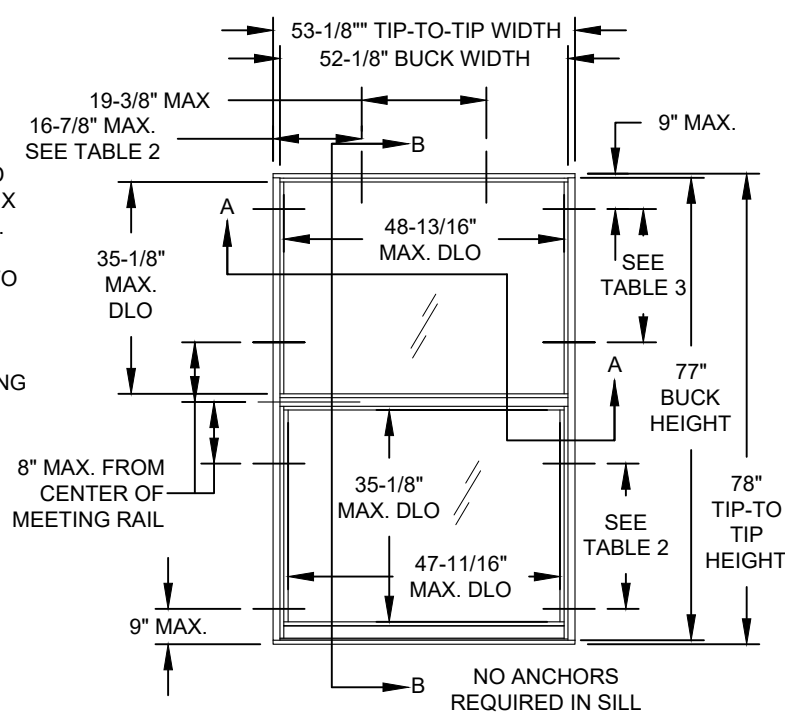 53-1/8"" TIP-TO-TIP WIDTH
52-1/8" BUCK WIDTH
19-3/8" MAX
16-7/8" MAX.
SEE TABLE 2
B
9" MAX.
X
TO
NG
A
35-1/8"
MAX.
DLO
48-13/16"
MAX. DLO
SEE
TABLE 3
A
77"
BUCK
HEIGHT
78"
TIP-TO
TIP
HEIGHT
8" MAX. FROM
CENTER OF
MEETING RAIL
35-1/8"
MAX. DLO
47-11/16"
MAX. DLO
SEE
TABLE 2
9" MAX.
B
NO ANCHORS
REQUIRED IN SILL